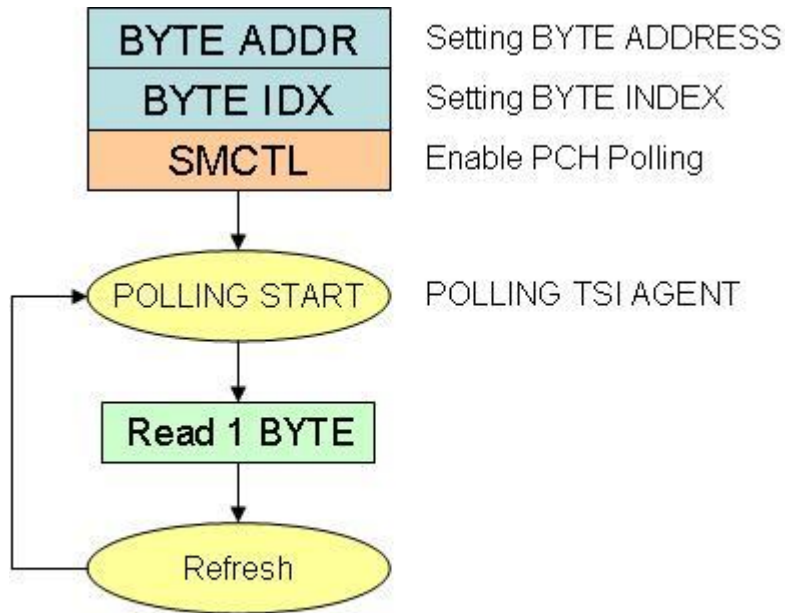 BYTE ADDR Setting BYTE ADDRESS
BYTE IDX Setting BYTE INDEX
SMCTL Enable PCH Polling
POLLING START POLLING TSI AGENT
Read 1 BYTE
Refresh